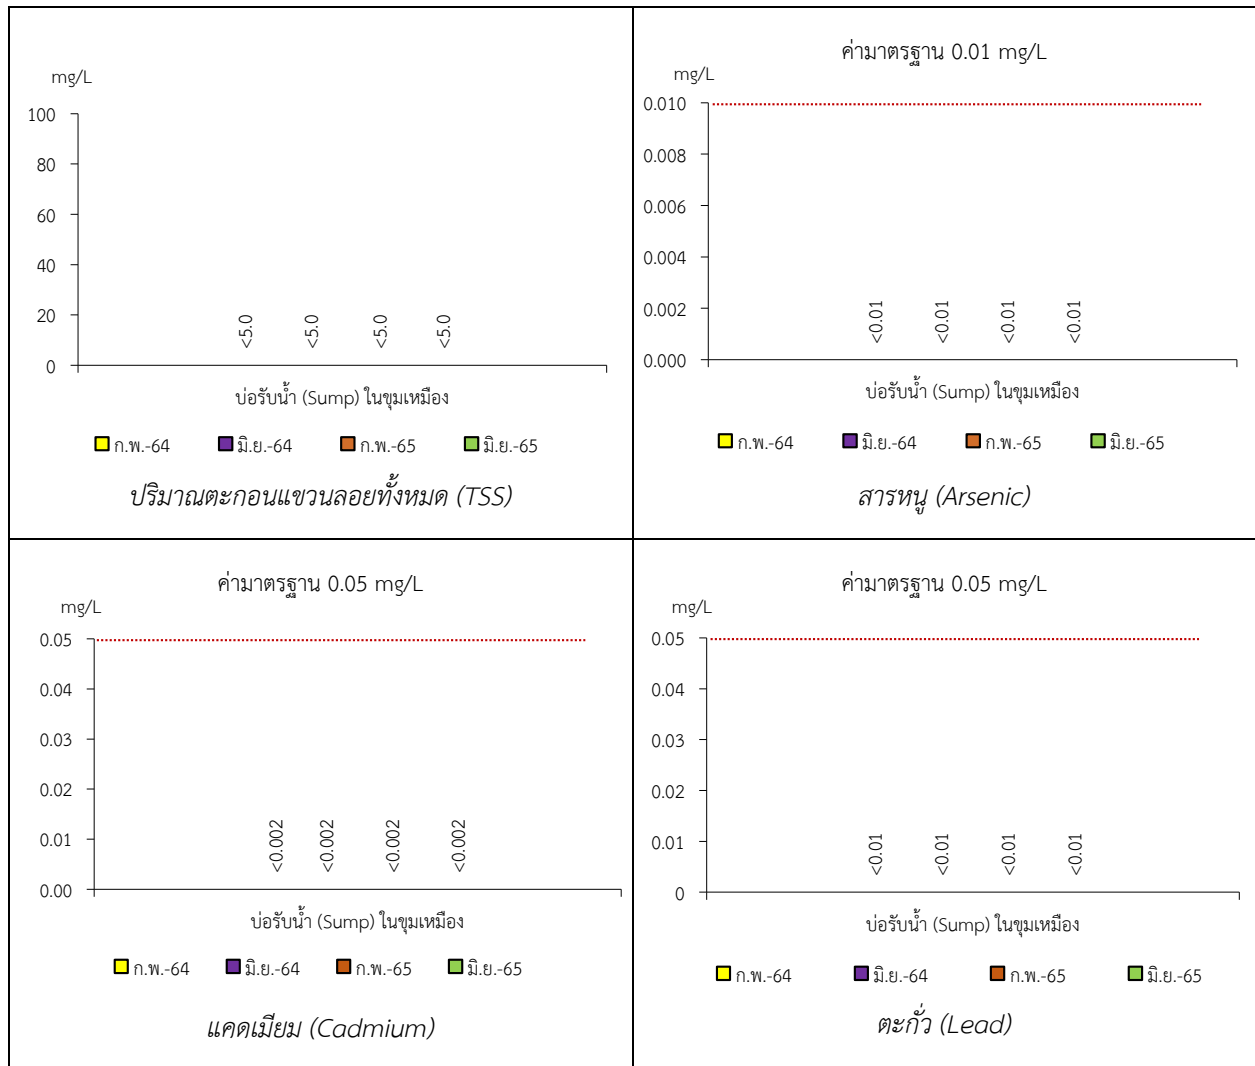 mg/L
100
80
60
40
20
0
<5.0
<5.0
<5.0
<5.0
บ่อรับน้ำ (Sump) ในขุมเหมือง
ก.พ.-64 มิ.ย.-64 ก.พ.-65 มิ.ย.-65
ปริมาณตะกอนแขวนลอยทั้งหมด (TSS)
ค่ามาตรฐาน 0.01 mg/L
mg/L
0.010
0.008
0.006
0.004
0.002
0.000
<0.01
<0.01
<0.01
<0.01
บ่อรับน้ำ (Sump) ในขุมเหมือง
ก.พ.-64 มิ.ย.-64 ก.พ.-65 มิ.ย.-65
สารหนู (Arsenic)
ค่ามาตรฐาน 0.05 mg/L
mg/L
0.05
0.04
0.03
0.02
0.01
0.00
<0.002
<0.002
<0.002
<0.002
บ่อรับน้ำ (Sump) ในขุมเหมือง
ก.พ.-64 มิ.ย.-64 ก.พ.-65 มิ.ย.-65
แคดเมียม (Cadmium)
ค่ามาตรฐาน 0.05 mg/L
mg/L
0.05
0.04
0.03
0.02
0.01
0
<0.01
<0.01
<0.01
<0.01
บ่อรับน้ำ (Sump) ในขุมเหมือง
ก.พ.-64 มิ.ย.-64 ก.พ.-65 มิ.ย.-65
ตะกั่ว (Lead)